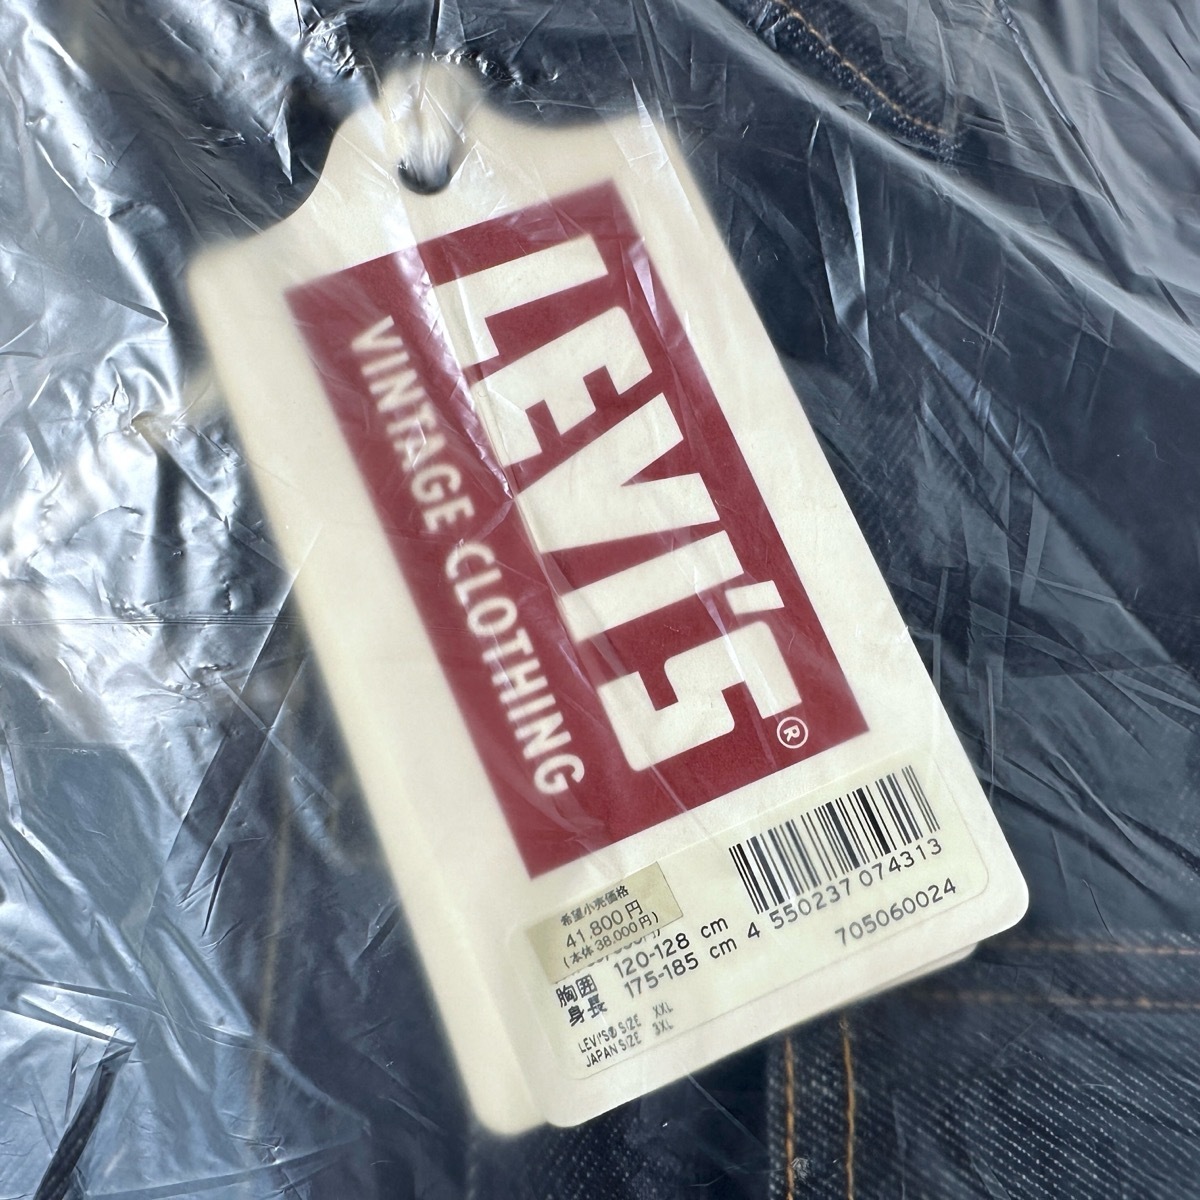 LEVI'S®
VINTAGE CLOTHING
希望小売価格
41,800円
(本体 38,000円)
胸囲 120-128 cm
身長 175-185 cm
LEVI'S® SIZE XXL
JAPAN SIZE 3XL
4 550237 074313
705060024